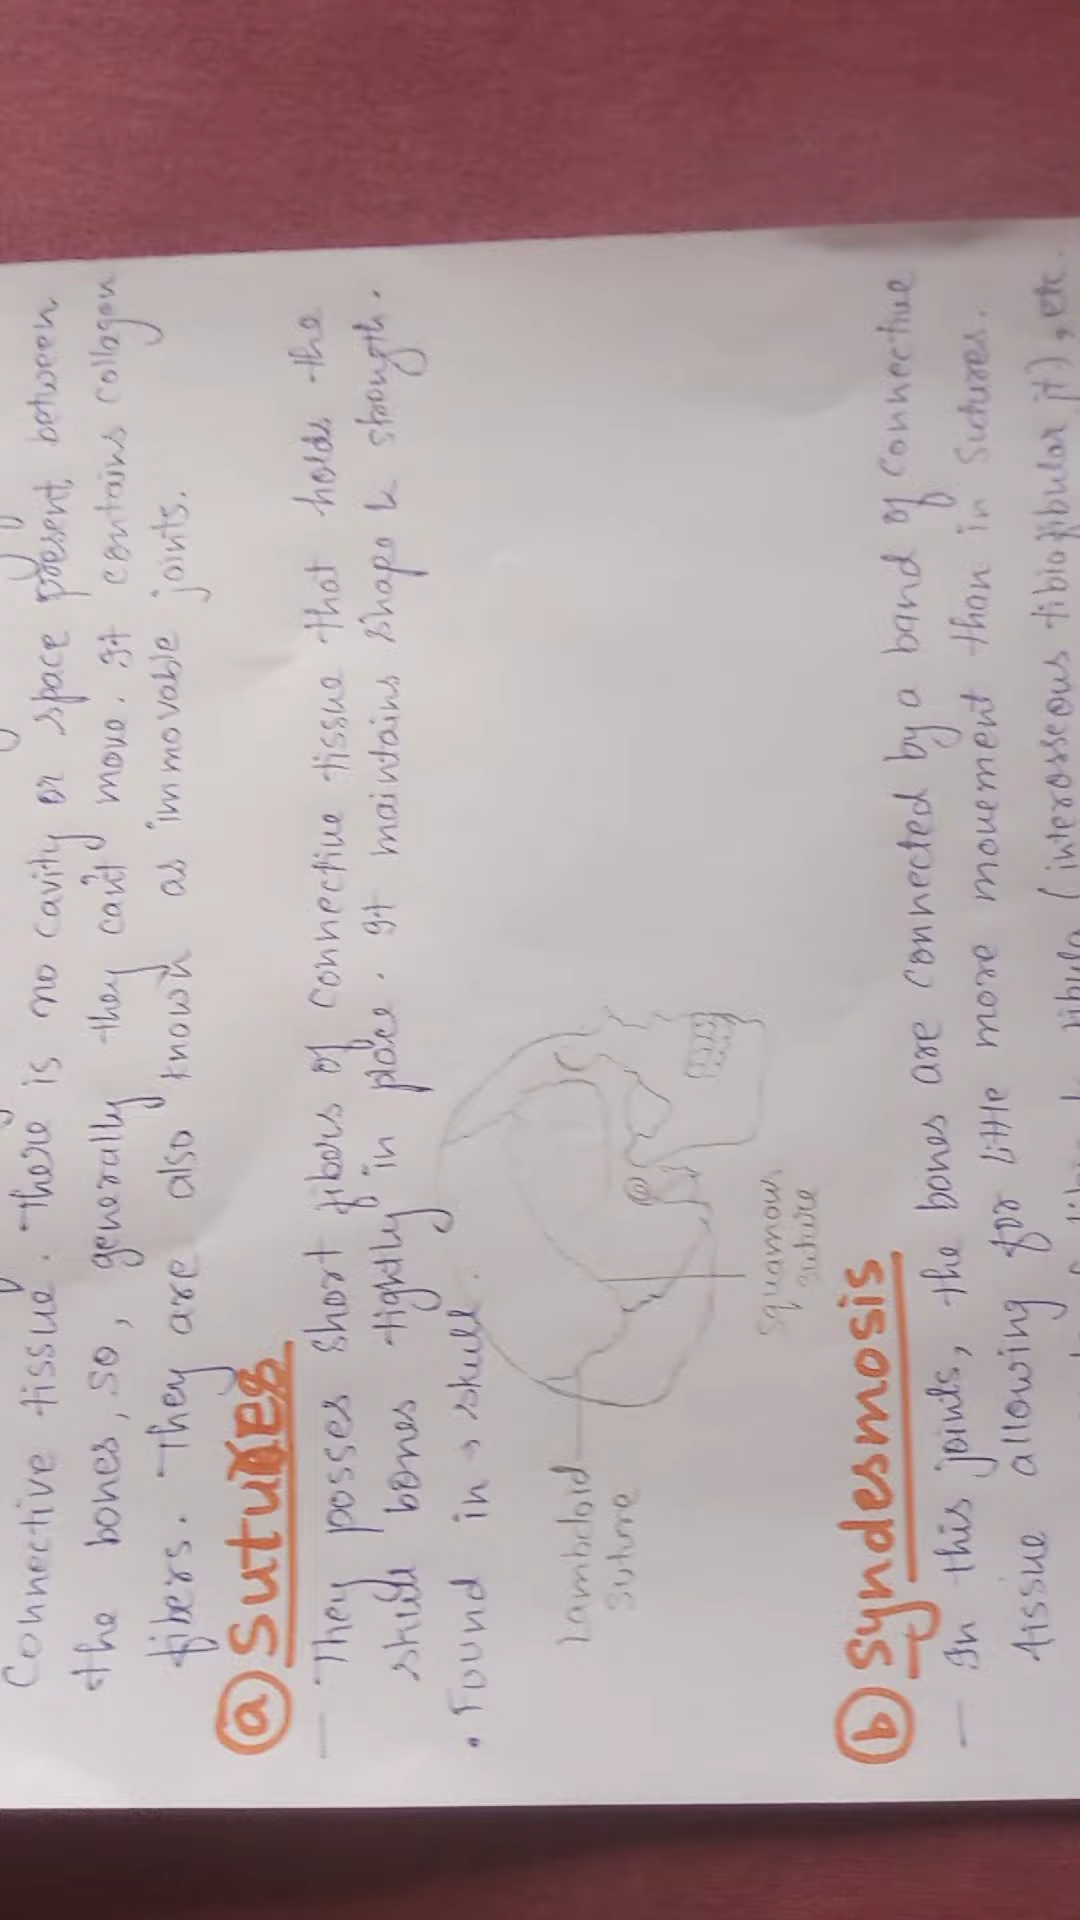 Connective tissue. There is no cavity or space present between
the bones, so, generally they can't move. It contains collagen
fibers. They are also known as immovable joints.
(a) Sutures
– They posses short fibers of connective tissue that holds the
skull bones tightly in place. It maintains shape & strength.
• Found in → skull.
Lambdoid
suture
squamous
suture
(b) Syndesmosis
– In this joints, the bones are connected by a band of connective
tissue allowing for little more movement than in sutures.
fibula (interosseous tibiofibular jt), etc.